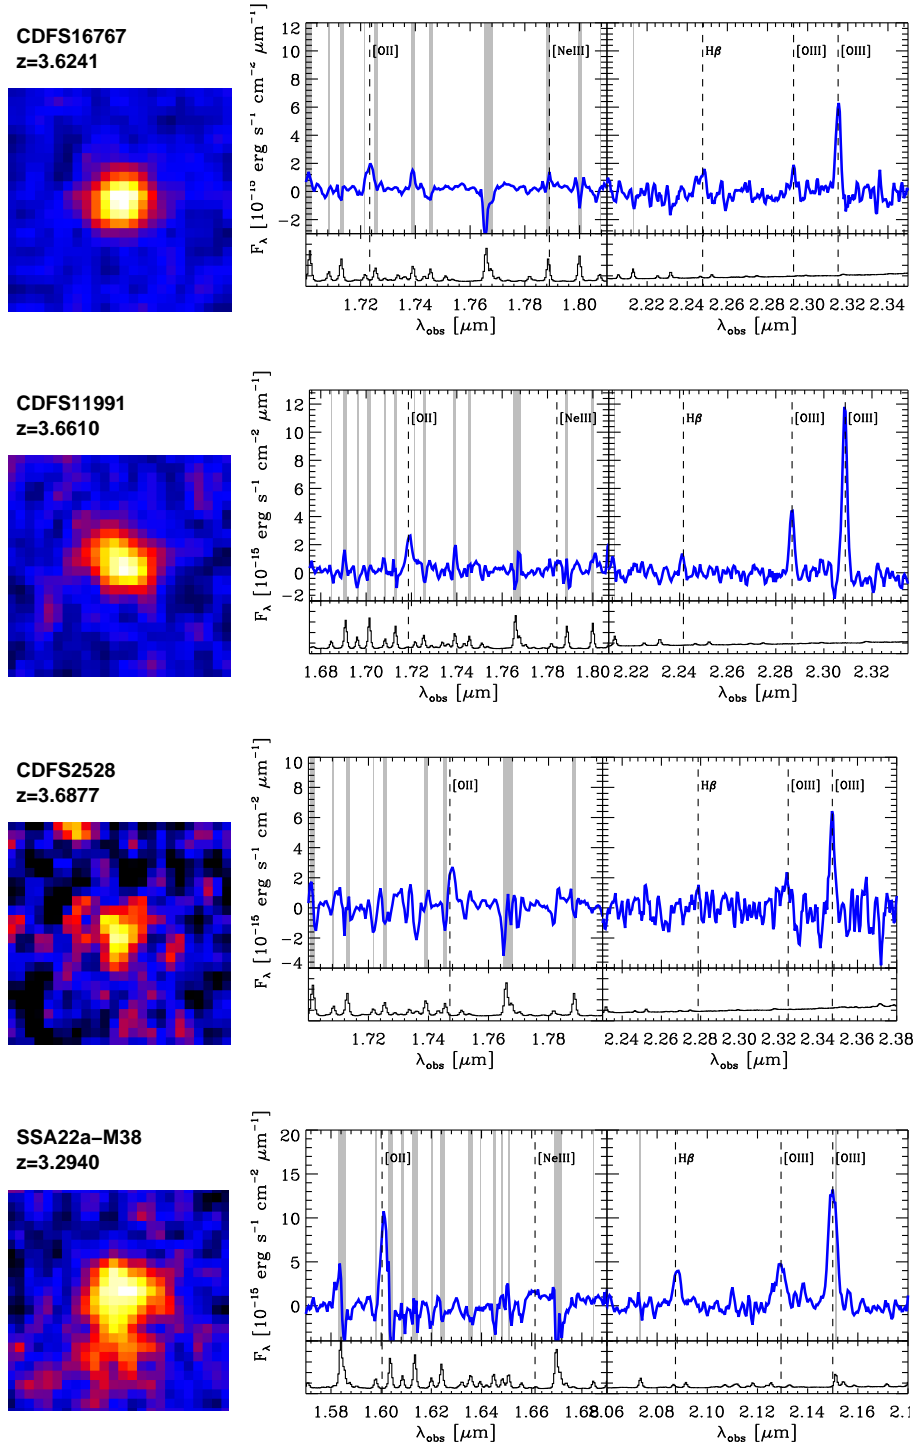 CDFS16767
z=3.6241
F_λ [10⁻¹⁵ erg s⁻¹ cm⁻² μm⁻¹]
12
10
8
6
4
2
0
−2
[OII]
[NeIII]
Hβ
[OIII]
[OIII]
1.72 1.74 1.76 1.78 1.80
2.22 2.24 2.26 2.28 2.30 2.32 2.34
λ_obs [μm]
λ_obs [μm]
CDFS11991
z=3.6610
F_λ [10⁻¹⁵ erg s⁻¹ cm⁻² μm⁻¹]
12
10
8
6
4
2
0
−2
[OII]
[NeIII]
Hβ
[OIII]
[OIII]
1.68 1.70 1.72 1.74 1.76 1.78 1.80
2.22 2.24 2.26 2.28 2.30 2.32
λ_obs [μm]
λ_obs [μm]
CDFS2528
z=3.6877
F_λ [10⁻¹⁵ erg s⁻¹ cm⁻² μm⁻¹]
10
8
6
4
2
0
−2
−4
[OII]
Hβ
[OIII]
[OIII]
1.72 1.74 1.76 1.78
2.24 2.26 2.28 2.30 2.32 2.34 2.36 2.38
λ_obs [μm]
λ_obs [μm]
SSA22a−M38
z=3.2940
F_λ [10⁻¹⁵ erg s⁻¹ cm⁻² μm⁻¹]
20
15
10
5
0
[OII]
[NeIII]
Hβ
[OIII]
[OIII]
1.58 1.60 1.62 1.64 1.66 1.68
2.06 2.08 2.10 2.12 2.14 2.16
λ_obs [μm]
λ_obs [μm]